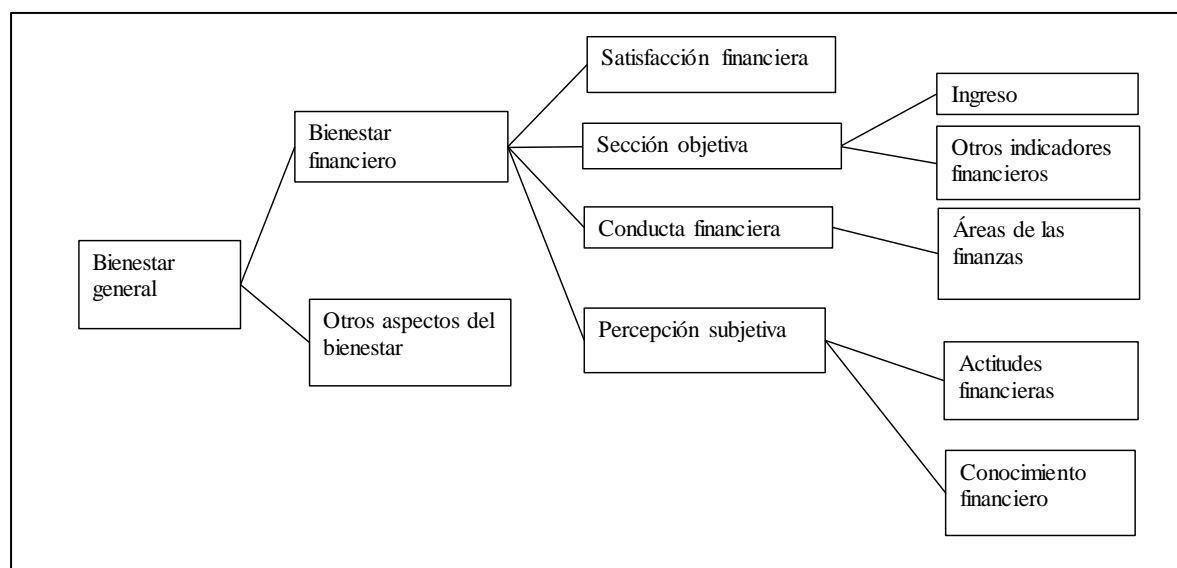 Bienestar
general
Bienestar
financiero
Otros aspectos del
bienestar
Satisfacción financiera
Sección objetiva
Conducta financiera
Percepción subjetiva
Ingreso
Otros indicadores
financieros
Áreas de las
finanzas
Actitudes
financieras
Conocimiento
financiero